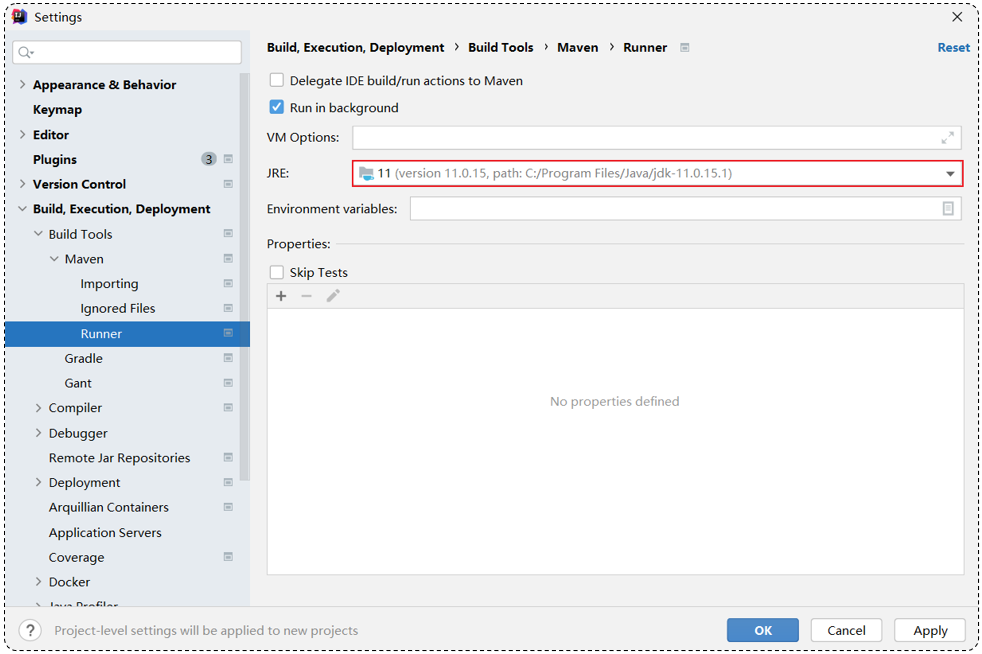 Settings
Build, Execution, Deployment › Build Tools › Maven › Runner
Reset
Appearance & Behavior
Keymap
Editor
Plugins 3
Version Control
Build, Execution, Deployment
Build Tools
Maven
Importing
Ignored Files
Runner
Gradle
Gant
Compiler
Debugger
Remote Jar Repositories
Deployment
Arquillian Containers
Application Servers
Coverage
Docker
Java Profiler
Delegate IDE build/run actions to Maven
Run in background
VM Options:
JRE: 11 (version 11.0.15, path: C:/Program Files/Java/jdk-11.0.15.1)
Environment variables:
Properties:
Skip Tests
No properties defined
? Project-level settings will be applied to new projects
OK Cancel Apply